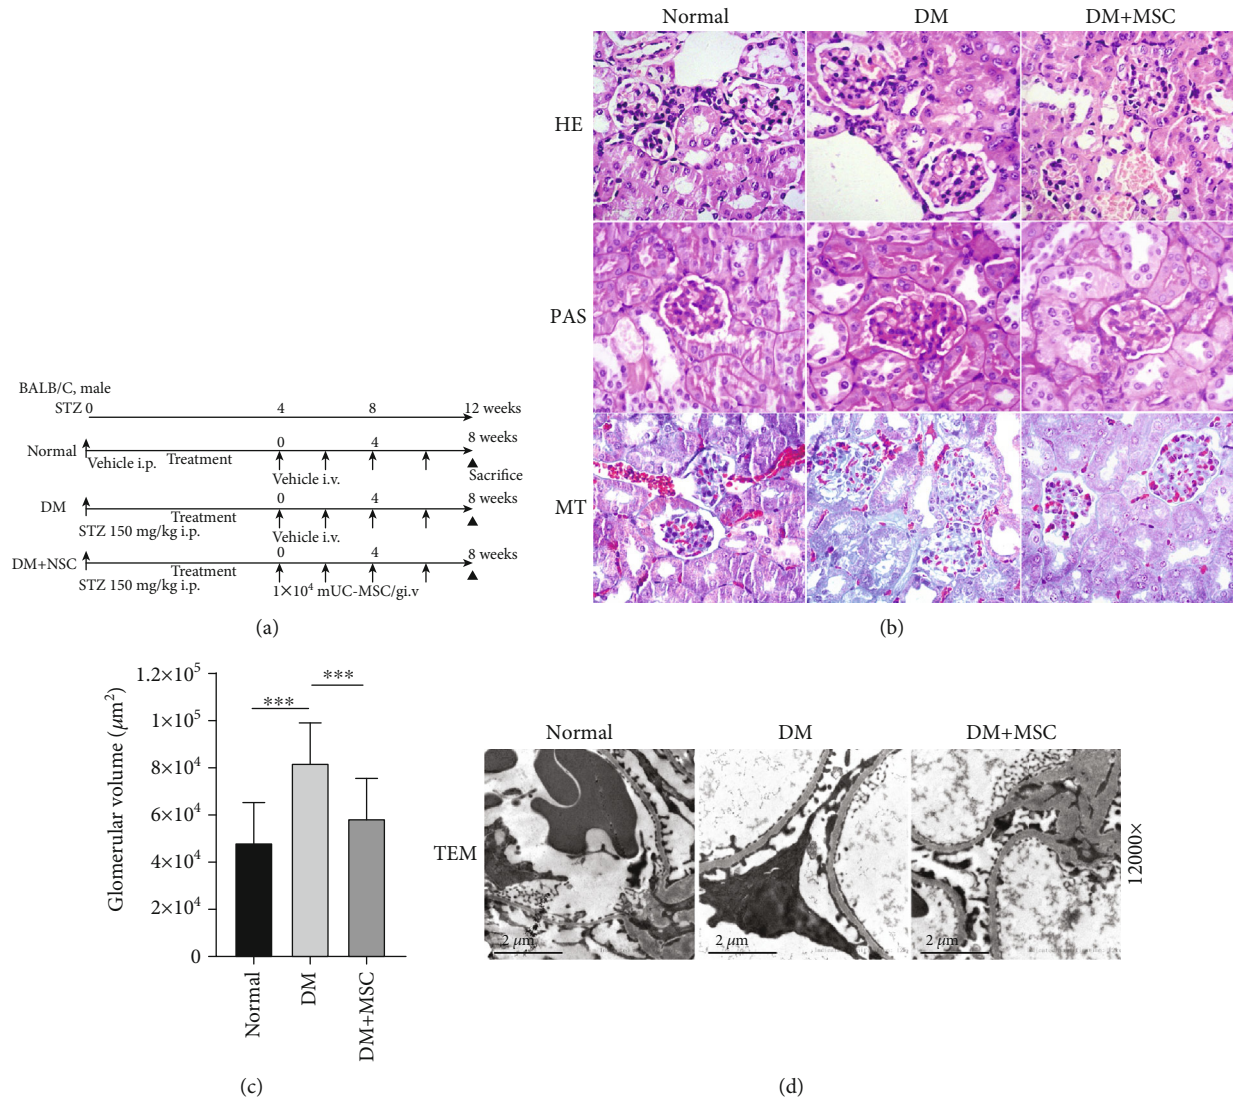 BALB/C, male
STZ 0 4 8 12 weeks
0 4 8 weeks
Normal
Vehicle i.p. Treatment
Vehicle i.v. Sacrifice
0 4 8 weeks
DM
STZ 150 mg/kg i.p. Treatment
Vehicle i.v.
0 4 8 weeks
DM+NSC
STZ 150 mg/kg i.p. Treatment
1×10⁴ mUC-MSC/gi.v
(a)
Normal DM DM+MSC
HE
PAS
MT
(b)
Glomerular volume (μm²)
1.2×10⁵
1×10⁵
8×10⁴
6×10⁴
4×10⁴
2×10⁴
0
*** ***
Normal
DM
DM+MSC
(c)
Normal DM DM+MSC
TEM
2 μm 2 μm 2 μm
12000×
(d)